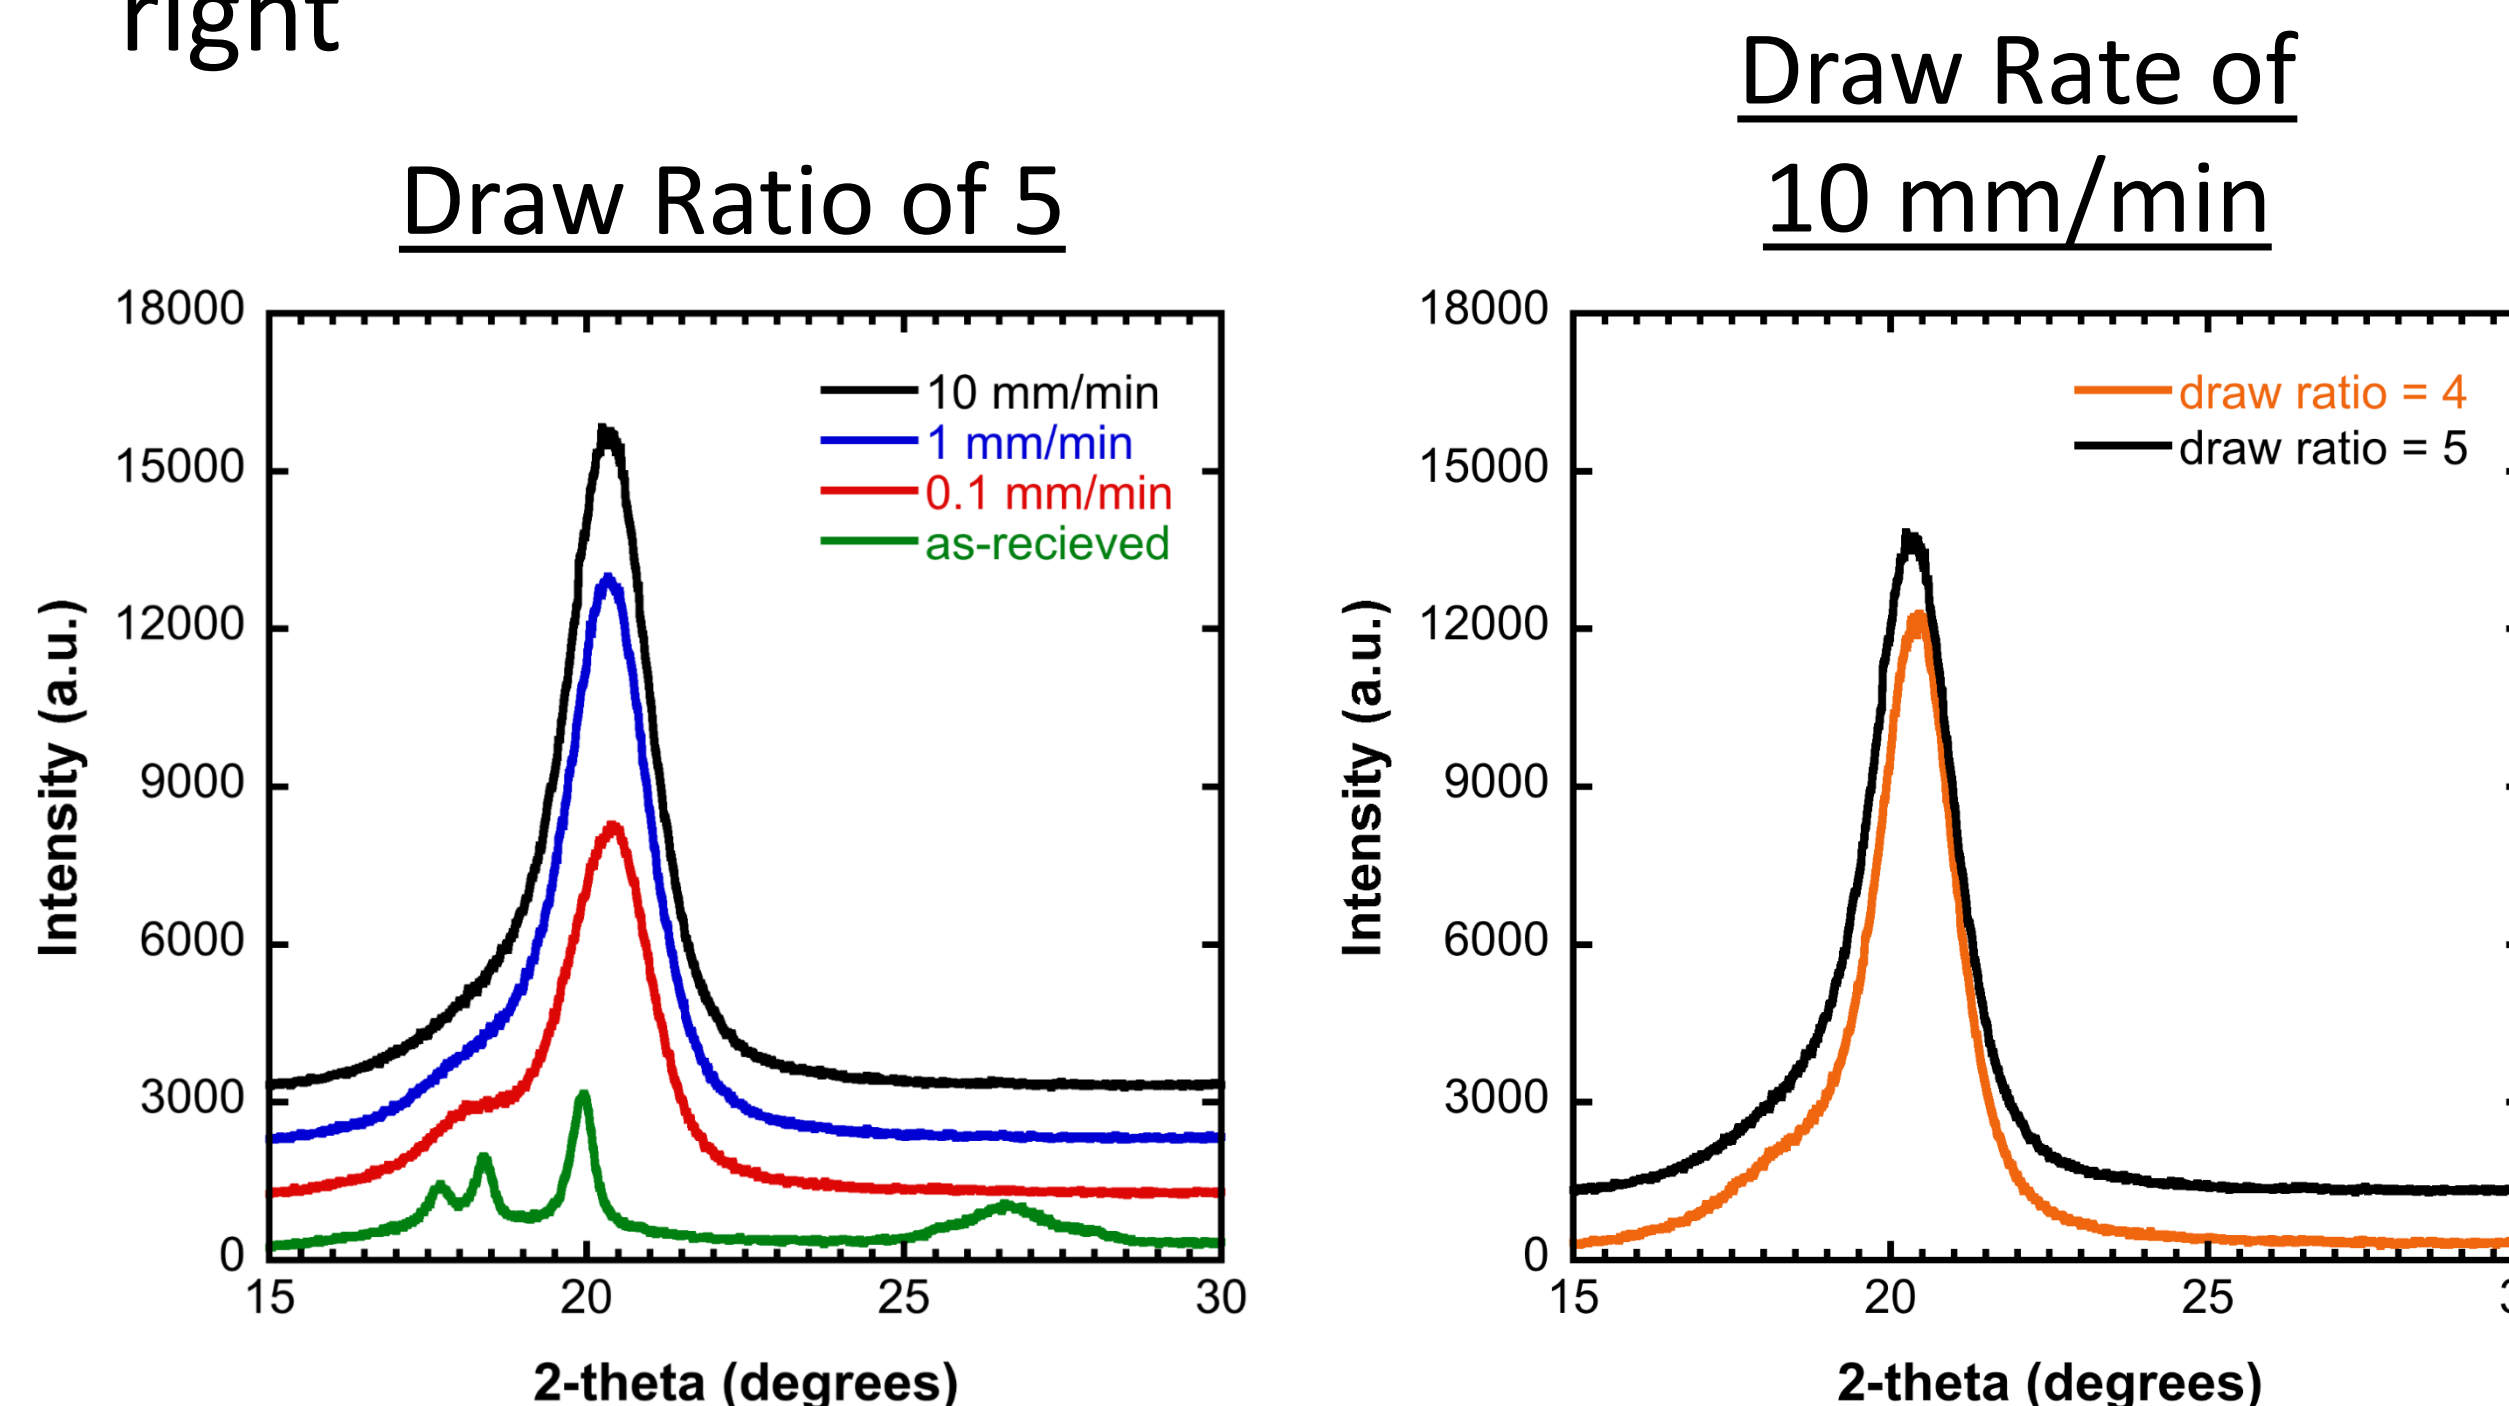 right
Draw Ratio of 5
18000
15000
12000
9000
6000
3000
0
15 20 25 30
Intensity (a.u.)
2-theta (degrees)
10 mm/min
1 mm/min
0.1 mm/min
as-recieved
Draw Rate of
10 mm/min
18000
15000
12000
9000
6000
3000
0
15 20 25
Intensity (a.u.)
2-theta (degrees)
draw ratio = 4
draw ratio = 5